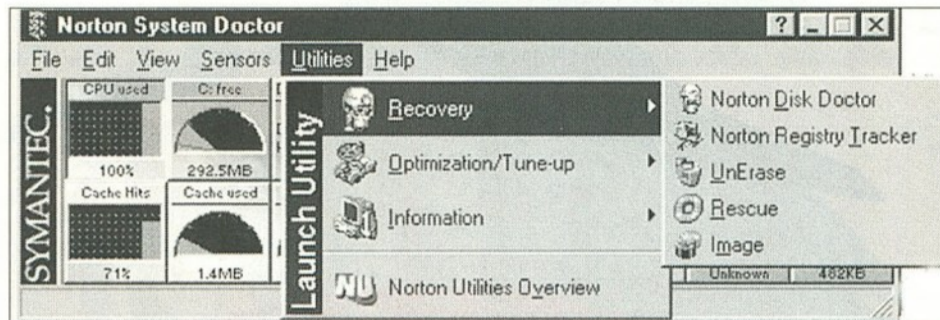 Norton System Doctor
File Edit View Sensors Utilities Help
SYMANTEC.
CPU used
100%
C: free
292.5MB
Cache Hits
71%
Cache used
1.4MB
Launch Utility
Recovery
Optimization/Tune-up
Information
NU Norton Utilities Overview
Norton Disk Doctor
Norton Registry Tracker
UnErase
Rescue
Image
Unknown
482KB